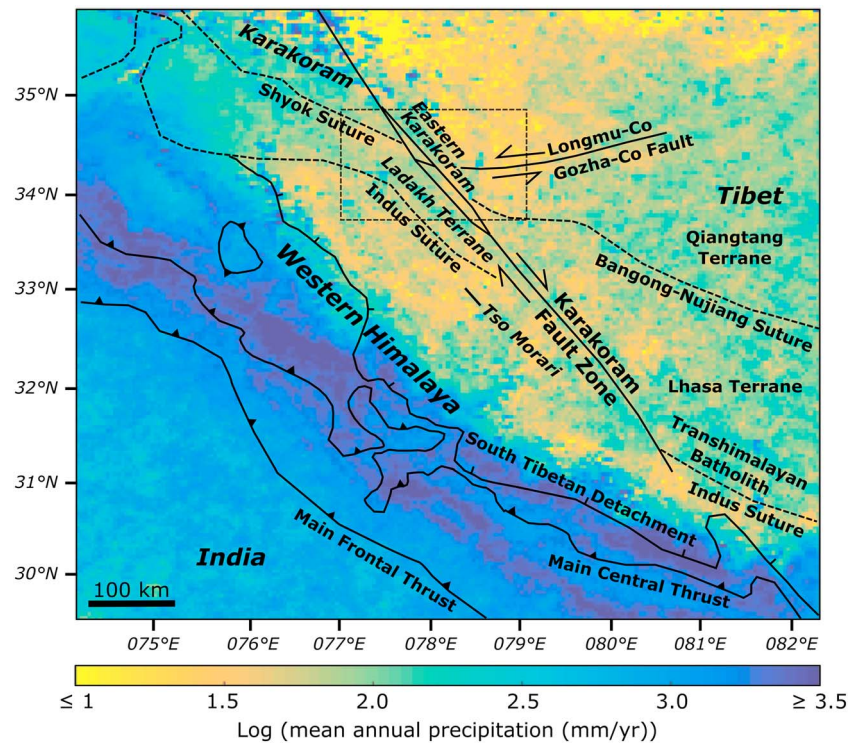 Karakoram
35°N
Shyok Suture
Eastern
Karakoram
Longmu-Co
Gozha-Co Fault
34°N
Ladakh Terrane
Indus Suture
Tibet
Qiangtang
Terrane
Bangong-Nujiang Suture
33°N
Western Himalaya
Tso Morari
Karakoram
Fault Zone
32°N
Lhasa Terrane
Transhimalayan
Batholith
Indus Suture
31°N
South Tibetan Detachment
Main Frontal Thrust
Main Central Thrust
India
30°N
100 km
075°E 076°E 077°E 078°E 079°E 080°E 081°E 082°E
≤ 1 1.5 2.0 2.5 3.0 ≥ 3.5
Log (mean annual precipitation (mm/yr))